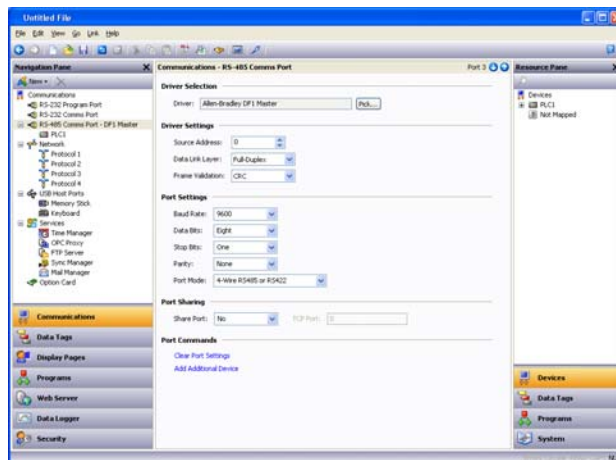 Untitled File
File Edit View Go Link Help
Navigation Pane
Communications - RS-485 Comms Port
Port 3
Resource Pane
New
Communications
RS-232 Program Port
RS-232 Comms Port
RS-485 Comms Port - DF1 Master
PLC1
Network
Protocol 1
Protocol 2
Protocol 3
Protocol 4
USB Host Ports
Memory Stick
Keyboard
Services
Time Manager
OPC Proxy
FTP Server
Sync Manager
Mail Manager
Option Card
Communications
Data Tags
Display Pages
Programs
Web Server
Data Logger
Security
Driver Selection
Driver: Allen-Bradley DF1 Master Pick...
Driver Settings
Source Address: 0
Data Link Layer: Full-Duplex
Frame Validation: CRC
Port Settings
Baud Rate: 9600
Data Bits: Eight
Stop Bits: One
Parity: None
Port Mode: 4-Wire RS485 or RS422
Port Sharing
Share Port: No TCP Port: 0
Port Commands
Clear Port Settings
Add Additional Device
Devices
PLC1
Not Mapped
Devices
Data Tags
Programs
System